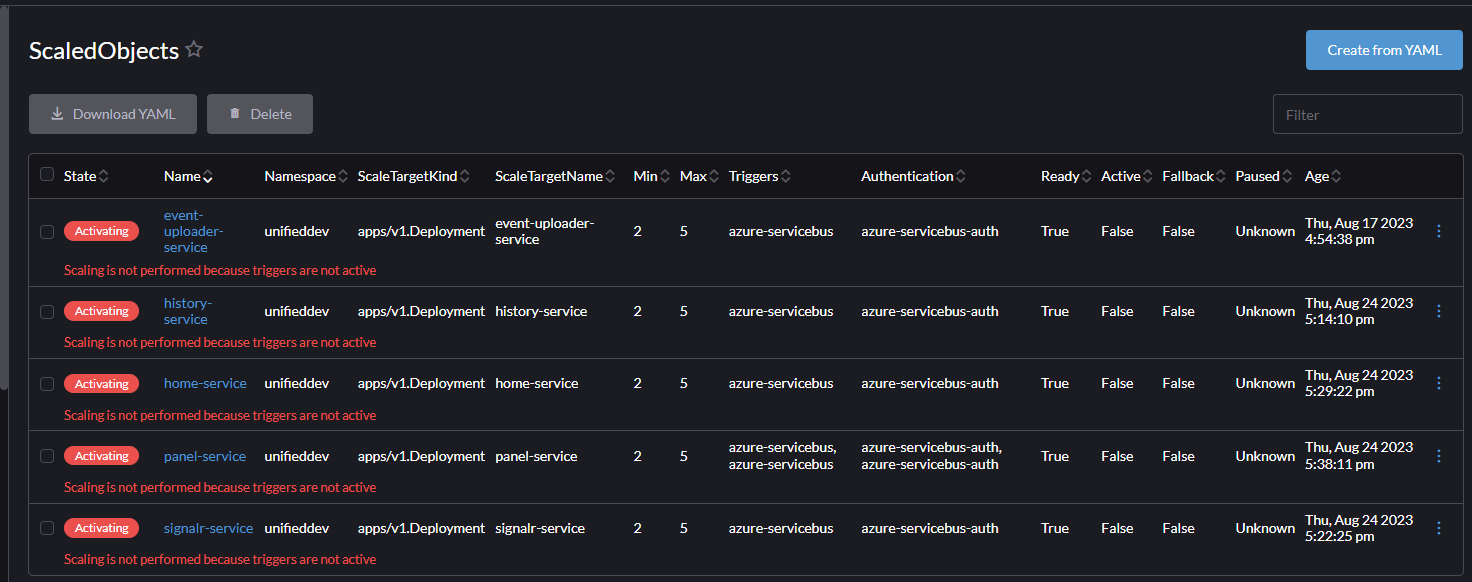 ScaledObjects
Create from YAML
Download YAML Delete
Filter
State Name Namespace ScaleTargetKind ScaleTargetName Min Max Triggers Authentication Ready Active Fallback Paused Age
Activating event-uploader-service unifieddev apps/v1.Deployment event-uploader-service 2 5 azure-servicebus azure-servicebus-auth True False False Unknown Thu, Aug 17 2023 4:54:38 pm
Scaling is not performed because triggers are not active
Activating history-service unifieddev apps/v1.Deployment history-service 2 5 azure-servicebus azure-servicebus-auth True False False Unknown Thu, Aug 24 2023 5:14:10 pm
Scaling is not performed because triggers are not active
Activating home-service unifieddev apps/v1.Deployment home-service 2 5 azure-servicebus azure-servicebus-auth True False False Unknown Thu, Aug 24 2023 5:29:22 pm
Scaling is not performed because triggers are not active
Activating panel-service unifieddev apps/v1.Deployment panel-service 2 5 azure-servicebus, azure-servicebus azure-servicebus-auth, azure-servicebus-auth True False False Unknown Thu, Aug 24 2023 5:38:11 pm
Scaling is not performed because triggers are not active
Activating signalr-service unifieddev apps/v1.Deployment signalr-service 2 5 azure-servicebus azure-servicebus-auth True False False Unknown Thu, Aug 24 2023 5:22:25 pm
Scaling is not performed because triggers are not active